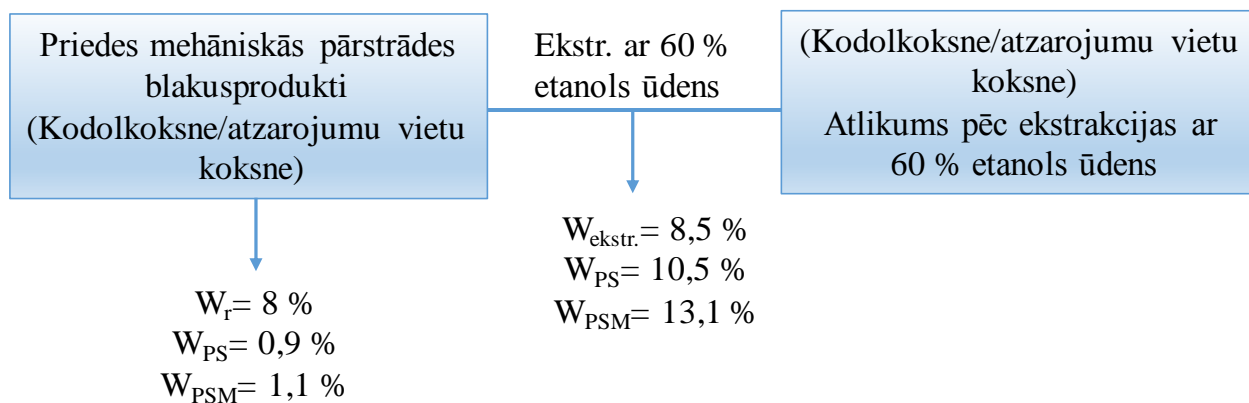 Priedes mehāniskās pārstrādes
blakusprodukti
(Kodolkoksne/atzarojumu vietu
koksne)
Ekstr. ar 60 %
etanols ūdens
(Kodolkoksne/atzarojumu vietu
koksne)
Atlikums pēc ekstrakcijas ar
60 % etanols ūdens
Wekstr.= 8,5 %
WPS= 10,5 %
WPSM= 13,1 %
Wr= 8 %
WPS= 0,9 %
WPSM= 1,1 %